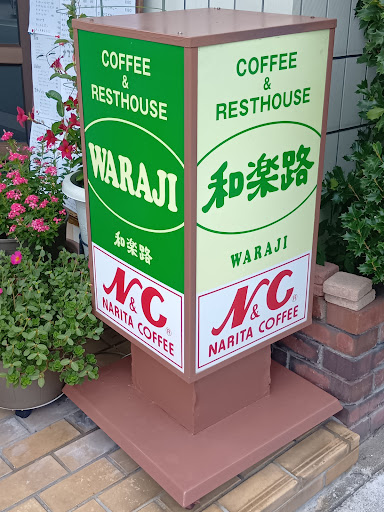 COFFEE
&
RESTHOUSE
WARAJI
和楽路
N&C
NARITA COFFEE
COFFEE
&
RESTHOUSE
和楽路
WARAJI
N&C
NARITA COFFEE